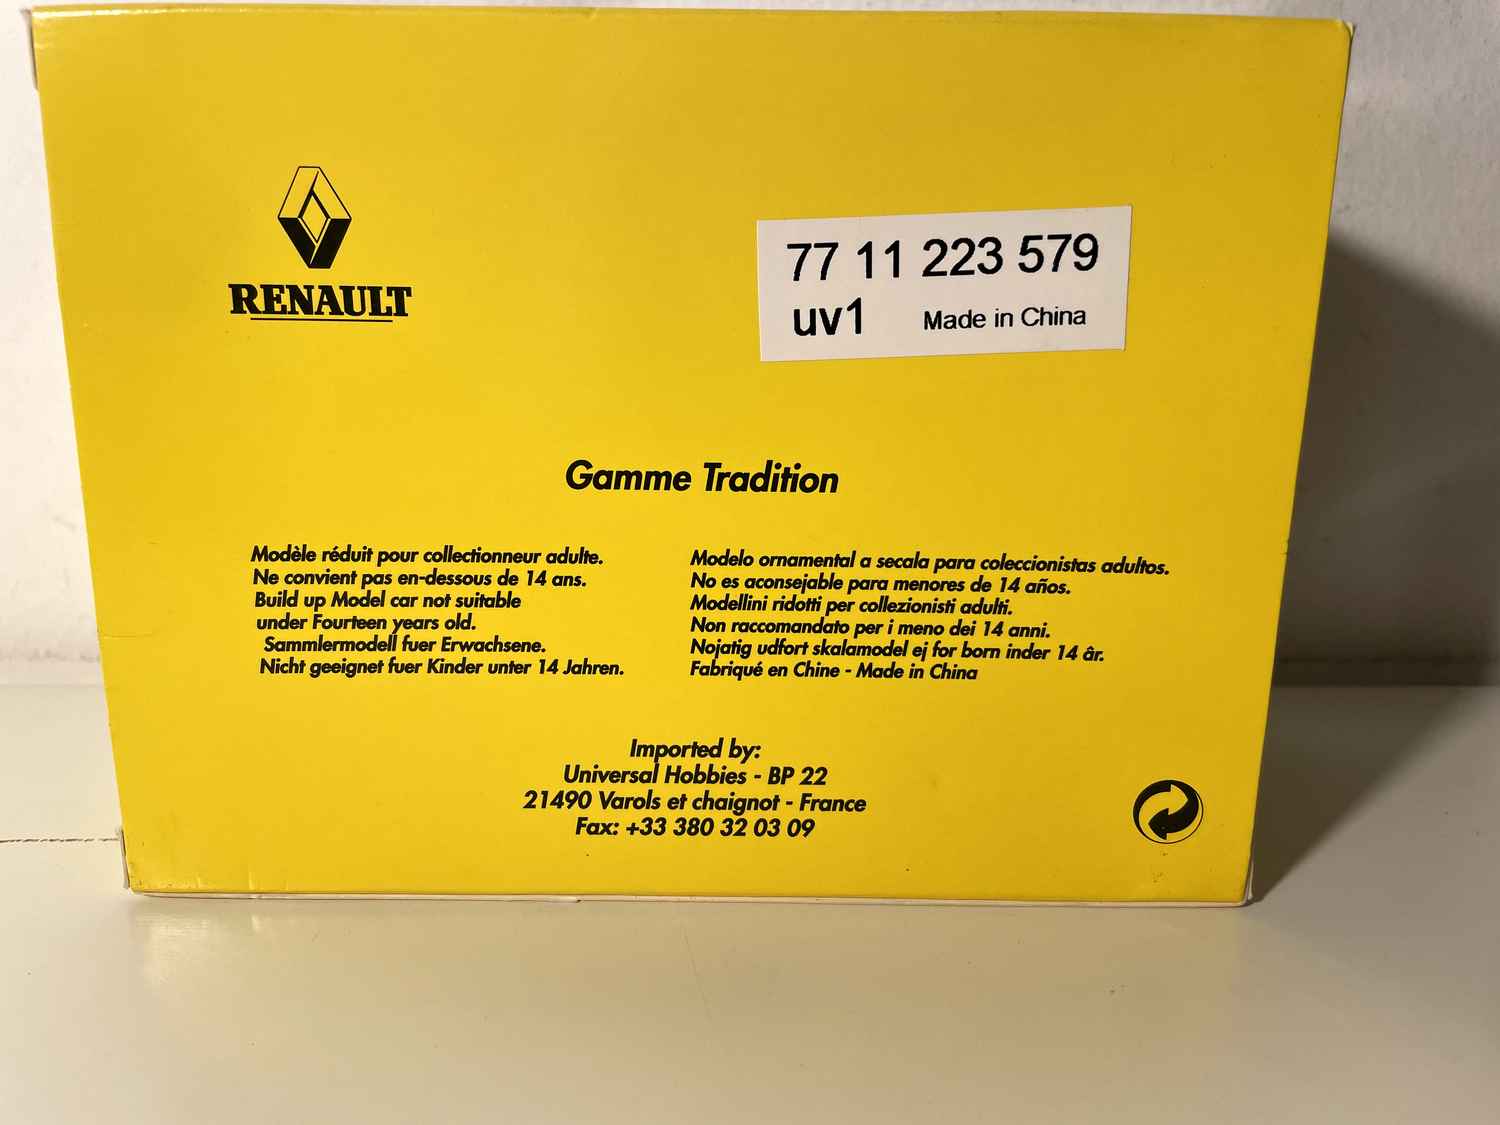 RENAULT
77 11 223 579
uv1 Made in China
Gamme Tradition
Modèle réduit pour collectionneur adulte.
Ne convient pas en-dessous de 14 ans.
Build up Model car not suitable
under Fourteen years old.
Sammlermodell fuer Erwachsene.
Nicht geeignet fuer Kinder unter 14 Jahren.
Modelo ornamental a secala para coleccionistas adultos.
No es aconsejable para menores de 14 años.
Modellini ridotti per collezionisti adulti.
Non raccomandato per i meno dei 14 anni.
Nojatig udfort skalamodel ej for born inder 14 år.
Fabriqué en Chine - Made in China
Imported by:
Universal Hobbies - BP 22
21490 Varols et chaignot - France
Fax: +33 380 32 03 09